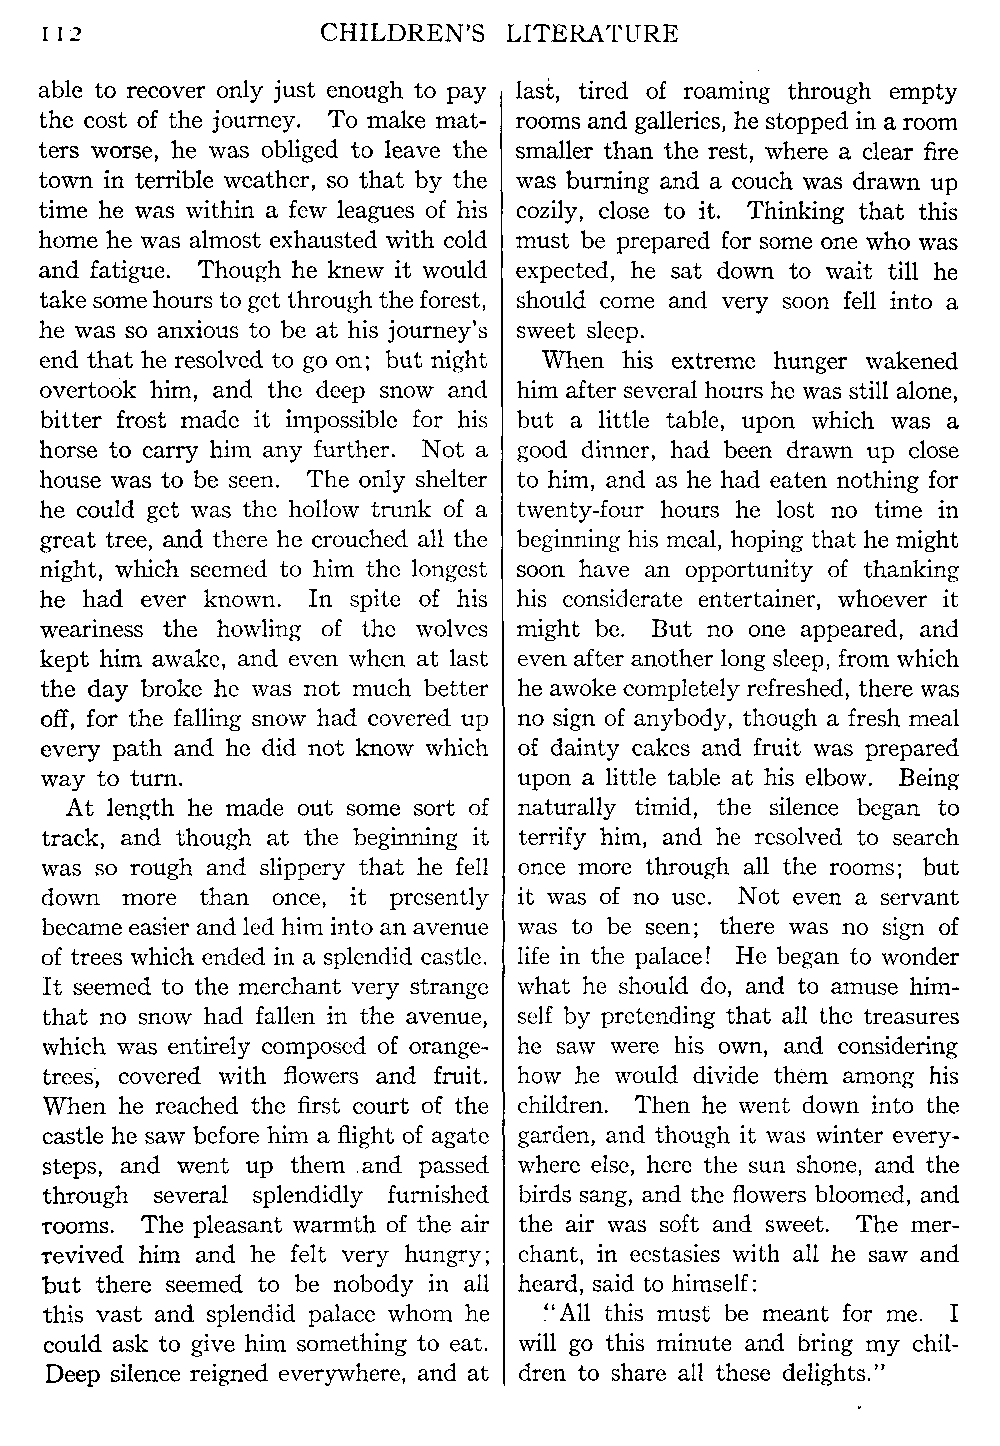 112 CHILDREN'S LITERATURE
able to recover only just enough to pay
the cost of the journey. To make mat-
ters worse, he was obliged to leave the
town in terrible weather, so that by the
time he was within a few leagues of his
home he was almost exhausted with cold
and fatigue. Though he knew it would
take some hours to get through the forest,
he was so anxious to be at his journey's
end that he resolved to go on; but night
overtook him, and the deep snow and
bitter frost made it impossible for his
horse to carry him any further. Not a
house was to be seen. The only shelter
he could get was the hollow trunk of a
great tree, and there he crouched all the
night, which seemed to him the longest
he had ever known. In spite of his
weariness the howling of the wolves
kept him awake, and even when at last
the day broke he was not much better
off, for the falling snow had covered up
every path and he did not know which
way to turn.
At length he made out some sort of
track, and though at the beginning it
was so rough and slippery that he fell
down more than once, it presently
became easier and led him into an avenue
of trees which ended in a splendid castle.
It seemed to the merchant very strange
that no snow had fallen in the avenue,
which was entirely composed of orange-
trees, covered with flowers and fruit.
When he reached the first court of the
castle he saw before him a flight of agate
steps, and went up them and passed
through several splendidly furnished
rooms. The pleasant warmth of the air
revived him and he felt very hungry;
but there seemed to be nobody in all
this vast and splendid palace whom he
could ask to give him something to eat.
Deep silence reigned everywhere, and at
last, tired of roaming through empty
rooms and galleries, he stopped in a room
smaller than the rest, where a clear fire
was burning and a couch was drawn up
cozily, close to it. Thinking that this
must be prepared for some one who was
expected, he sat down to wait till he
should come and very soon fell into a
sweet sleep.
When his extreme hunger wakened
him after several hours he was still alone,
but a little table, upon which was a
good dinner, had been drawn up close
to him, and as he had eaten nothing for
twenty-four hours he lost no time in
beginning his meal, hoping that he might
soon have an opportunity of thanking
his considerate entertainer, whoever it
might be. But no one appeared, and
even after another long sleep, from which
he awoke completely refreshed, there was
no sign of anybody, though a fresh meal
of dainty cakes and fruit was prepared
upon a little table at his elbow. Being
naturally timid, the silence began to
terrify him, and he resolved to search
once more through all the rooms; but
it was of no use. Not even a servant
was to be seen; there was no sign of
life in the palace! He began to wonder
what he should do, and to amuse him-
self by pretending that all the treasures
he saw were his own, and considering
how he would divide them among his
children. Then he went down into the
garden, and though it was winter every-
where else, here the sun shone, and the
birds sang, and the flowers bloomed, and
the air was soft and sweet. The mer-
chant, in ecstasies with all he saw and
heard, said to himself:
"All this must be meant for me. I
will go this minute and bring my chil-
dren to share all these delights."